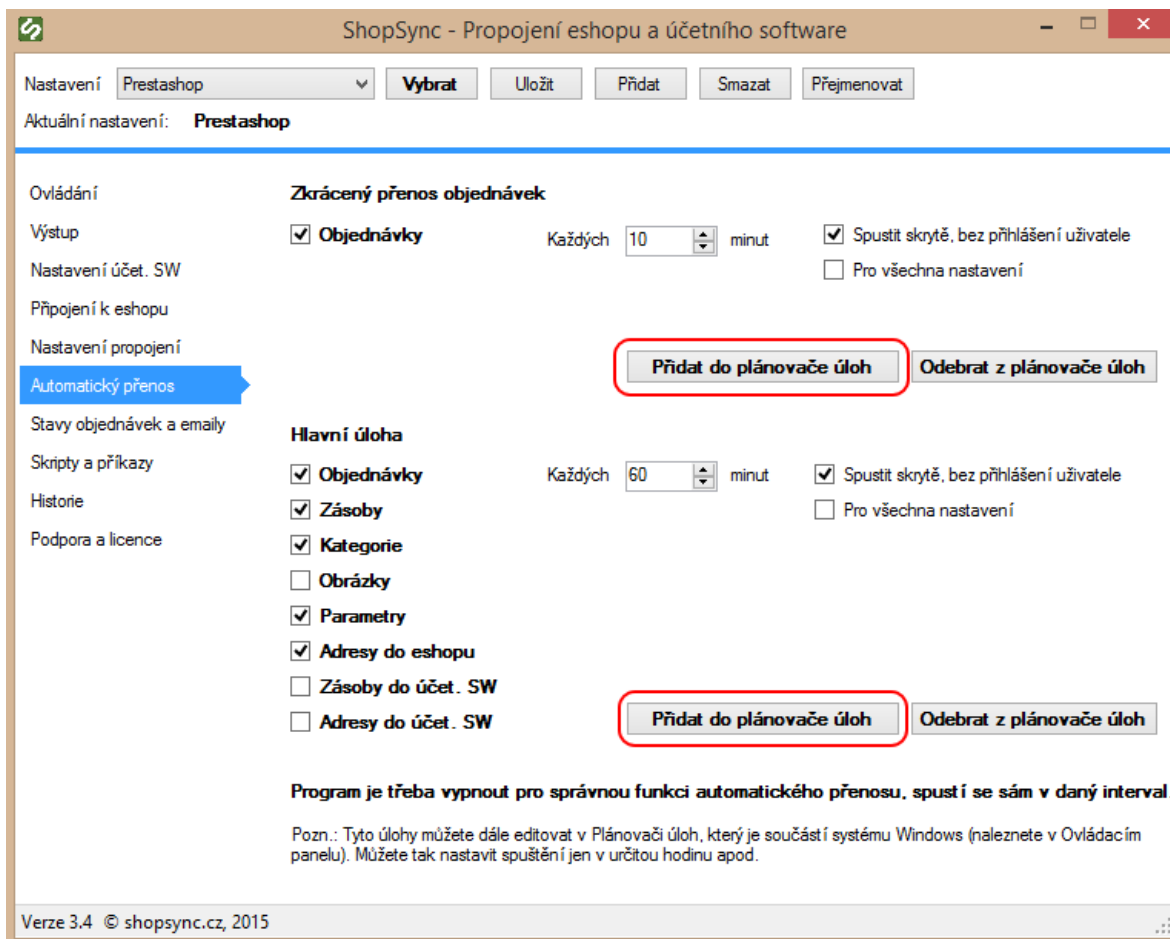 ShopSync - Propojení eshopu a účetního software
Nastavení Prestashop Vybrat Uložit Přidat Smazat Přejmenovat
Aktuální nastavení: Prestashop
Ovládání
Výstup
Nastavení účet. SW
Připojení k eshopu
Nastavení propojení
Automatický přenos
Stavy objednávek a emaily
Skripty a příkazy
Historie
Podpora a licence
Zkrácený přenos objednávek
Objednávky Každých 10 minut Spustit skrytě, bez přihlášení uživatele
Pro všechna nastavení
Přidat do plánovače úloh Odebrat z plánovače úloh
Hlavní úloha
Objednávky Každých 60 minut Spustit skrytě, bez přihlášení uživatele
Zásoby Pro všechna nastavení
Kategorie
Obrázky
Parametry
Adresy do eshopu
Zásoby do účet. SW
Adresy do účet. SW Přidat do plánovače úloh Odebrat z plánovače úloh
Program je třeba vypnout pro správnou funkci automatického přenosu, spustí se sám v daný interval.
Pozn.: Tyto úlohy můžete dále editovat v Plánovači úloh, který je součástí systému Windows (naleznete v Ovládacím
panelu). Můžete tak nastavit spuštění jen v určitou hodinu apod.
Verze 3.4 © shopsync.cz, 2015